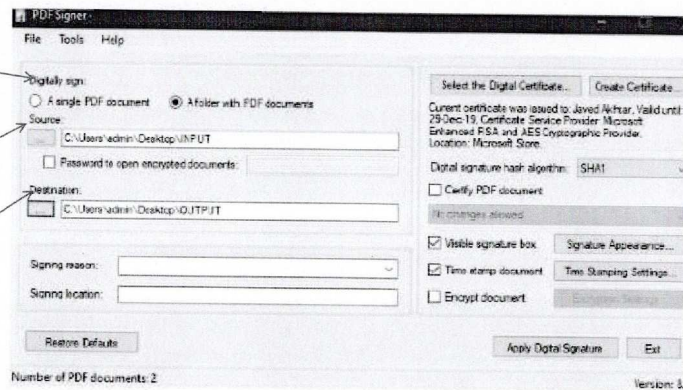 PDFSigner
File Tools Help
Digitally sign:
A single PDF document A folder with PDF documents
Source:
... C:\Users\admin\Desktop\INPUT
Password to open encrypted documents:
Destination:
... C:\Users\admin\Desktop\OUTPUT
Signing reason:
Signing location:
Restore Defaults
Number of PDF documents: 2
Select the Digital Certificate... Create Certificate...
Current certificate was issued to: Javed Akhtar, Valid until:
29-Dec-19, Certificate Service Provider: Microsoft
Enhanced RSA and AES Cryptographic Provider.
Location: Microsoft Store.
Digital signature hash algorithm: SHA1
Certify PDF document
No changes allowed
Visible signature box Signature Appearance...
Time stamp document Time Stamping Settings...
Encrypt document
Apply Digital Signature Exit
Version: